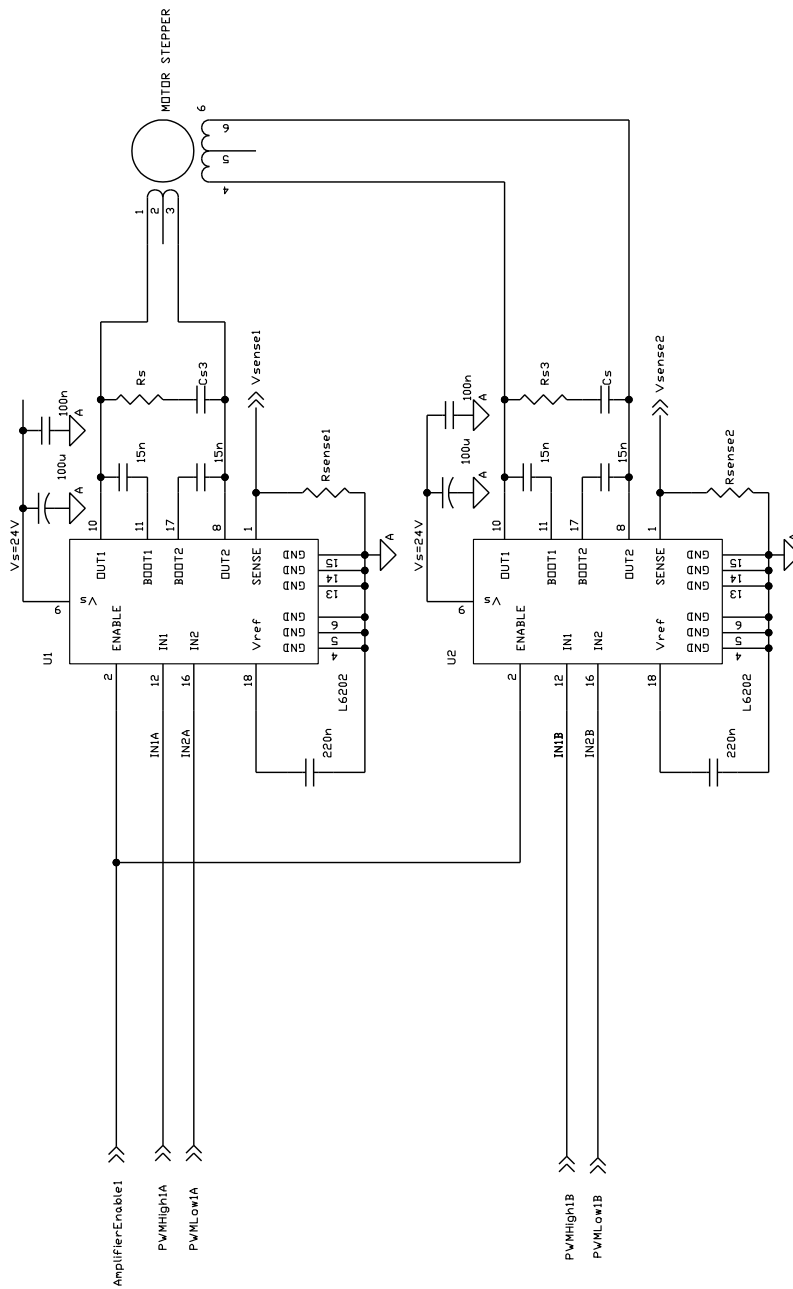 MOTOR STEPPER
6
6
5
4
1
2
3
Vs=24V
100u
100n
A
A
Rs
Cs3
15n
15n
Vsense1
Rsense1
A
10
11
17
8
1
9
OUT1
BOOT1
BOOT2
OUT2
SENSE
Vs
ENABLE
IN1
IN2
Vref
GND
GND
GND
GND
GND
GND
15
14
13
6
5
4
U1
L6202
2
12
16
18
IN1A
IN2A
220n
AmplifierEnable1
PWMHigh1A
PWMLow1A
Vs=24V
100u
100n
A
A
Rs3
Cs
15n
15n
Vsense2
Rsense2
A
10
11
17
8
1
9
OUT1
BOOT1
BOOT2
OUT2
SENSE
Vs
ENABLE
IN1
IN2
Vref
GND
GND
GND
GND
GND
GND
15
14
13
6
5
4
U2
L6202
2
12
16
18
IN1B
IN2B
220n
PWMHigh1B
PWMLow1B